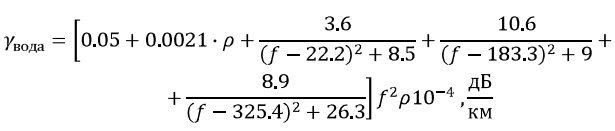 γ_вода = [0.05 + 0.0021 · ρ + 3.6/((f − 22.2)² + 8.5) + 10.6/((f − 183.3)² + 9) +
+ 8.9/((f − 325.4)² + 26.3)] f²ρ10⁻⁴ , дБ/км